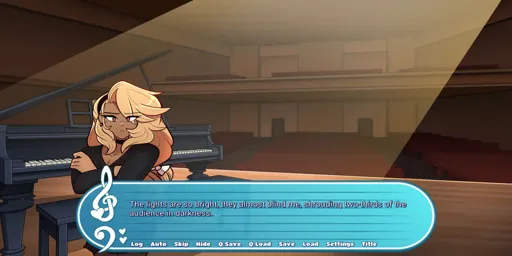 The lights are so bright, they almost blind me, shrouding two-thirds of the
audience in darkness.
Log Auto Skip Hide Q.Save Q.Load Save Load Settings Title